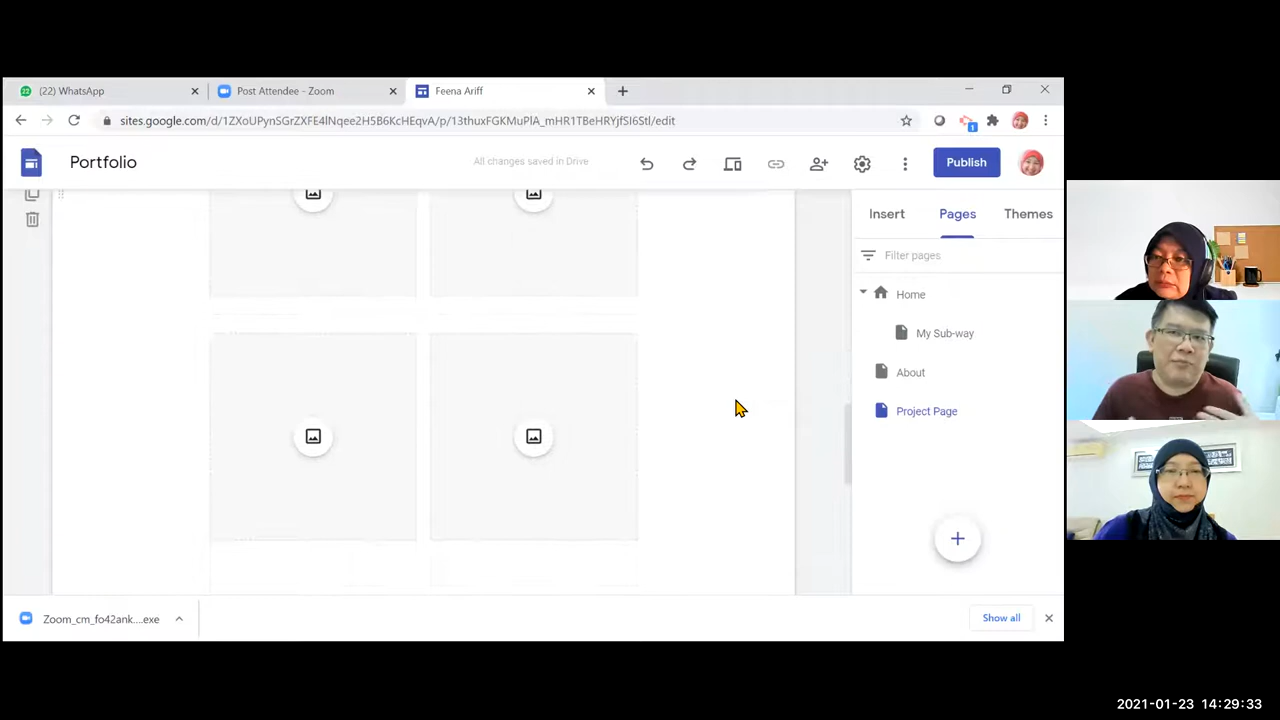 22
(22) WhatsApp
Post Attendee - Zoom
Feena Ariff
sites.google.com/d/1ZXoUPynSGrZXFE4lNqee2H5B6KcHEqvA/p/13thuxFGKMuPlA_mHR1TBeHRYjfSI6Stl/edit
1
Portfolio
All changes saved in Drive
Publish
Insert
Pages
Themes
Filter pages
Home
My Sub-way
About
Project Page
Zoom_cm_fo42ank....exe
Show all
2021-01-23 14:29:33